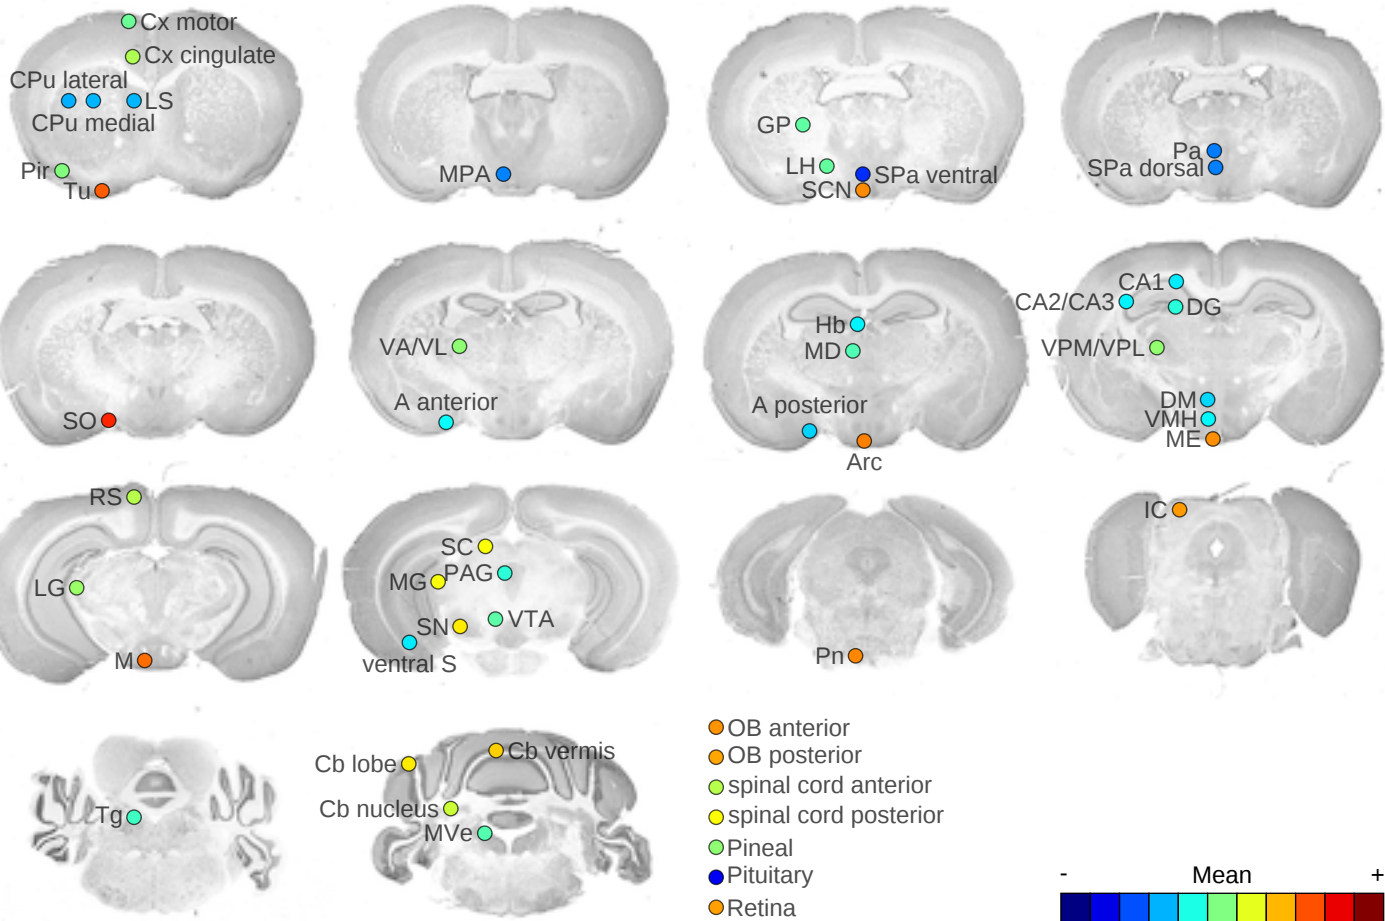 Cx motor
Cx cingulate
CPu lateral
LS
CPu medial
Pir
Tu
MPA
GP
LH
SPa ventral
SCN
Pa
SPa dorsal
SO
VA/VL
A anterior
Hb
MD
A posterior
Arc
CA1
CA2/CA3
DG
VPM/VPL
DM
VMH
ME
RS
LG
M
SC
MG
PAG
SN
VTA
ventral S
Pn
IC
Tg
Cb lobe
Cb vermis
Cb nucleus
MVe
OB anterior
OB posterior
spinal cord anterior
spinal cord posterior
Pineal
Pituitary
Retina
- Mean +